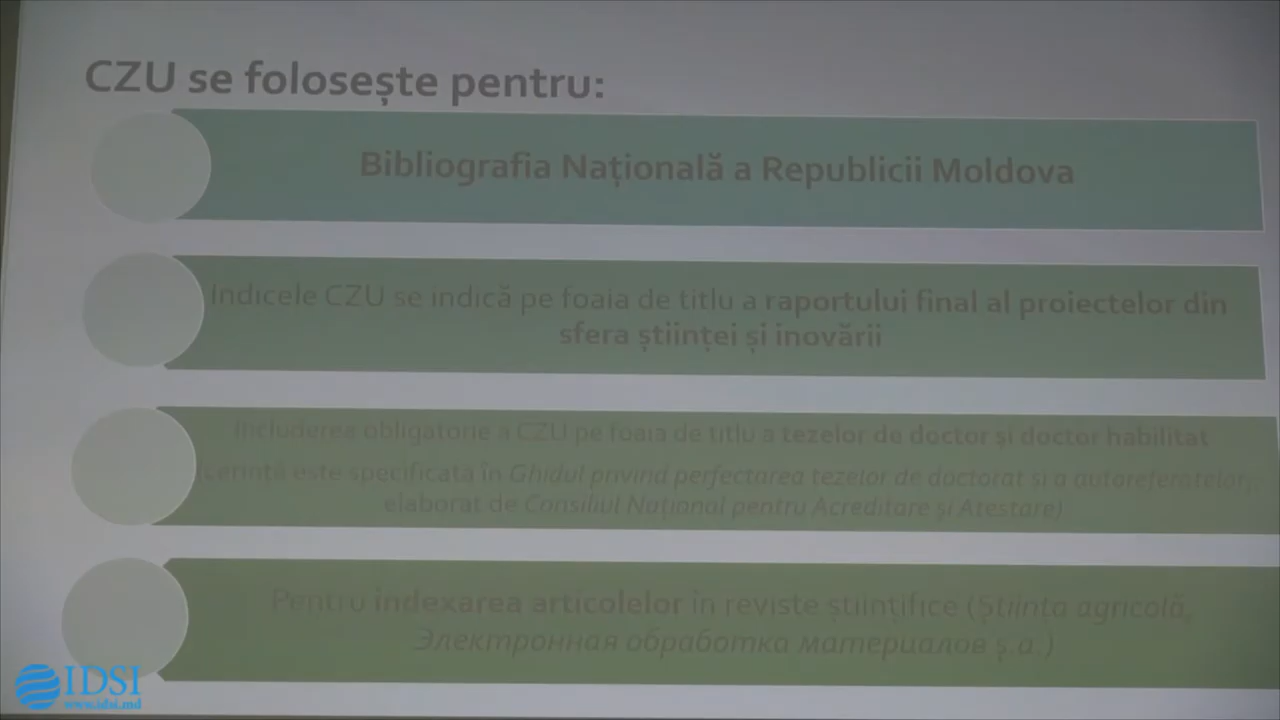 CZU se folosește pentru:
Bibliografia Națională a Republicii Moldova
Indicele CZU se indică pe foaia de titlu a raportului final al proiectelor din
sfera științei și inovării
Includerea obligatorie a CZU pe foaia de titlu a tezelor de doctor și doctor habilitat
(cerință este specificata în Ghidul privind perfectarea tezelor de doctorat si a autoreferatelor,
elaborat de Consiliul Național pentru Acreditare și Atestare)
Pentru indexarea articolelor in reviste științifice (Știința agricolă,
Электронная обработка материалов ș.a.)
IDSI
www.idsi.md